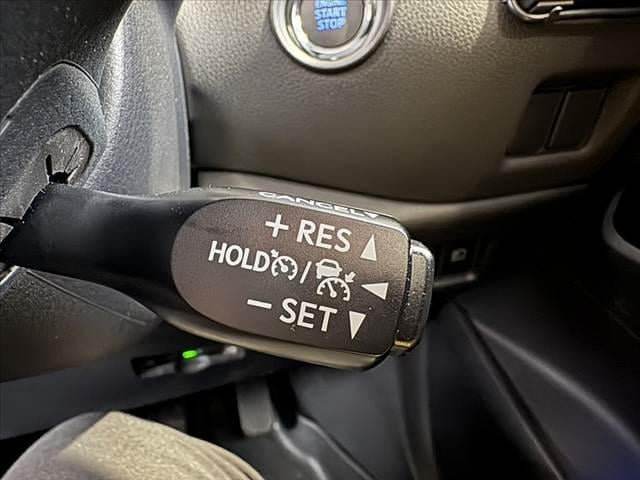 ENGINE
START
STOP
CANCEL
+ RES
HOLD /
− SET